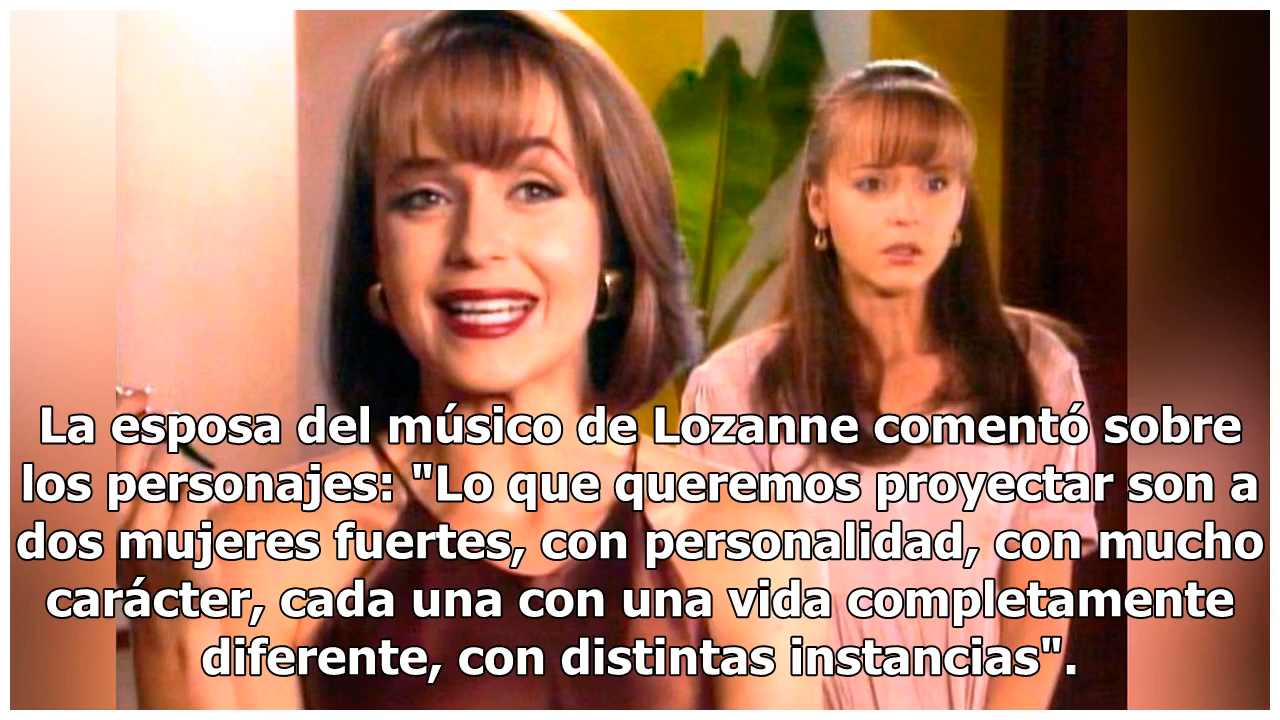 La esposa del músico de Lozanne comentó sobre
los personajes: "Lo que queremos proyectar son a
dos mujeres fuertes, con personalidad, con mucho
carácter, cada una con una vida completamente
diferente, con distintas instancias".